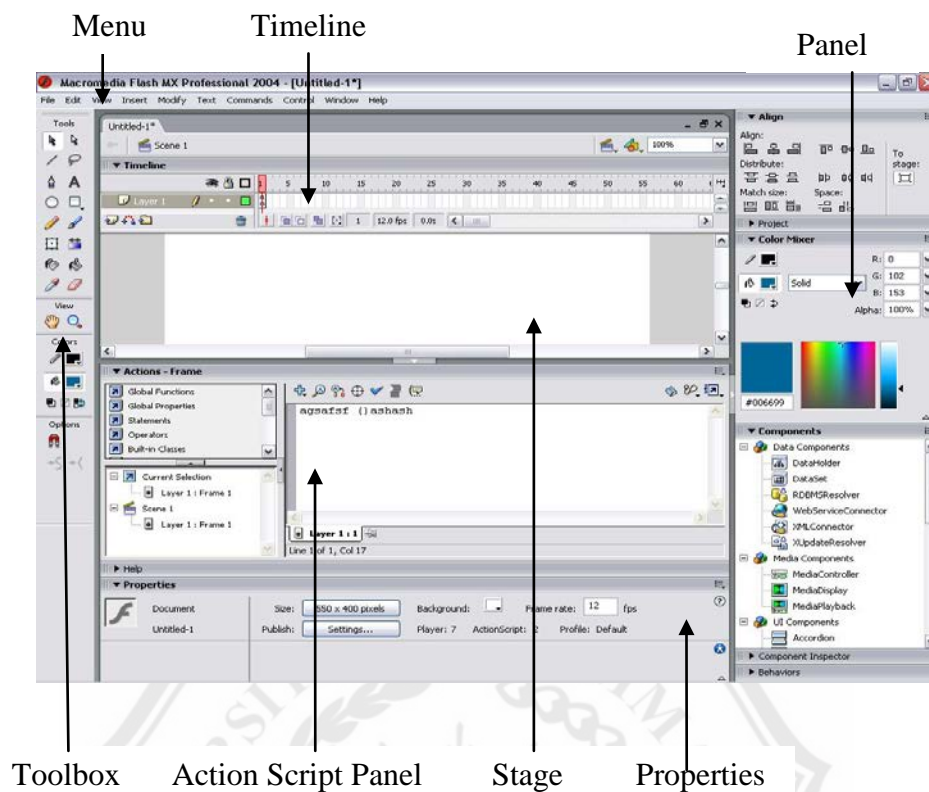 Menu Timeline
Panel
Macromedia Flash MX Professional 2004 - [Untitled-1*]
File Edit View Insert Modify Text Commands Control Window Help
Tools
View
Colors
Options
Untitled-1*
Scene 1 100%
Timeline
1 5 10 15 20 25 30 35 40 45 50 55 60
Layer 1
1 12.0 fps 0.0s
Actions - Frame
Global Functions
Global Properties
Statements
Operators
Built-in Classes
Current Selection
Layer 1 : Frame 1
Scene 1
Layer 1 : Frame 1
agsafsf ()ashash
Layer 1 : 1
Line 1 of 1, Col 17
Help
Properties
Document Size: 550 x 400 pixels Background: Frame rate: 12 fps
Untitled-1 Publish: Settings... Player: 7 ActionScript: 2 Profile: Default
Align
Align:
Distribute:
Match size: Space:
To
stage:
Project
Color Mixer
R: 0
Solid G: 102
B: 153
Alpha: 100%
#006699
Components
Data Components
DataHolder
DataSet
RDBMSResolver
WebServiceConnector
XMLConnector
XUpdateResolver
Media Components
MediaController
MediaDisplay
MediaPlayback
UI Components
Accordion
Component Inspector
Behaviors
Toolbox Action Script Panel Stage Properties